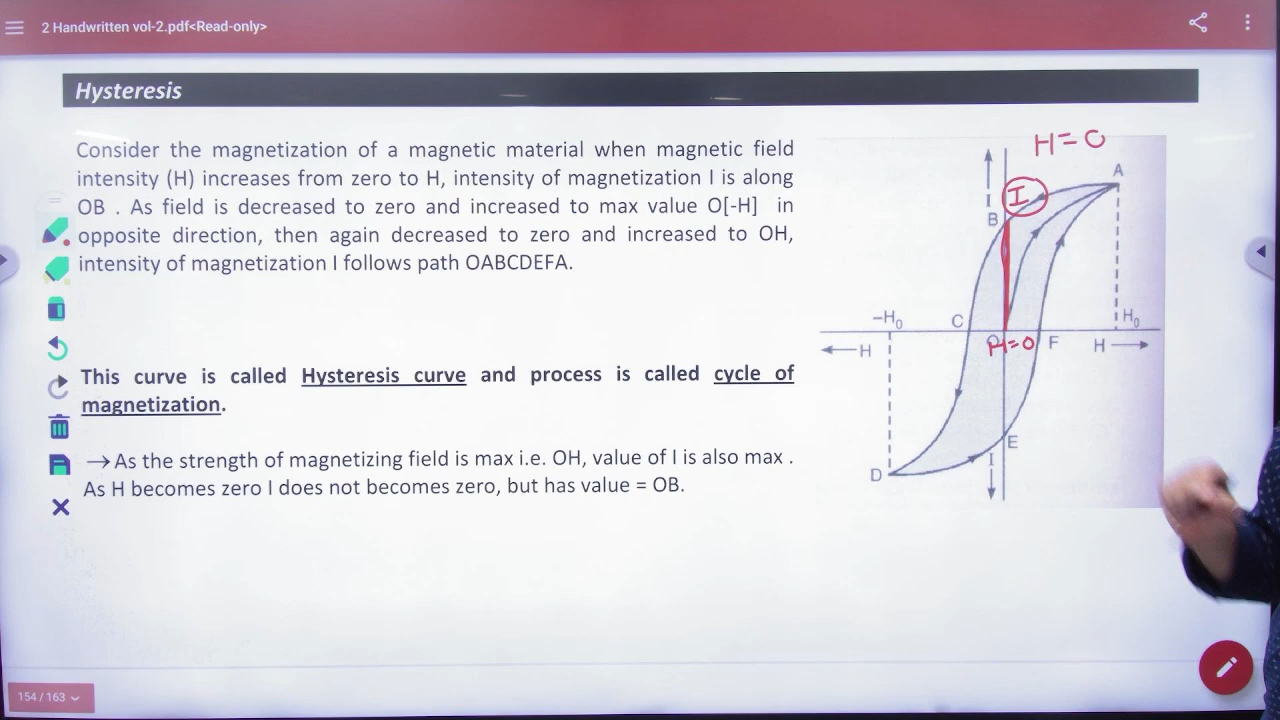 2 Handwritten vol-2.pdf<Read-only>
Hysteresis
Consider the magnetization of a magnetic material when magnetic field
intensity (H) increases from zero to H, intensity of magnetization I is along
OB . As field is decreased to zero and increased to max value O[-H] in
opposite direction, then again decreased to zero and increased to OH,
intensity of magnetization I follows path OABCDEFA.
This curve is called Hysteresis curve and process is called cycle of
magnetization.
→As the strength of magnetizing field is max i.e. OH, value of I is also max .
As H becomes zero I does not becomes zero, but has value = OB.
H=0
A
I
I
B
-H0
C
H0
H
H=0
F
H
E
I
D
154 / 163